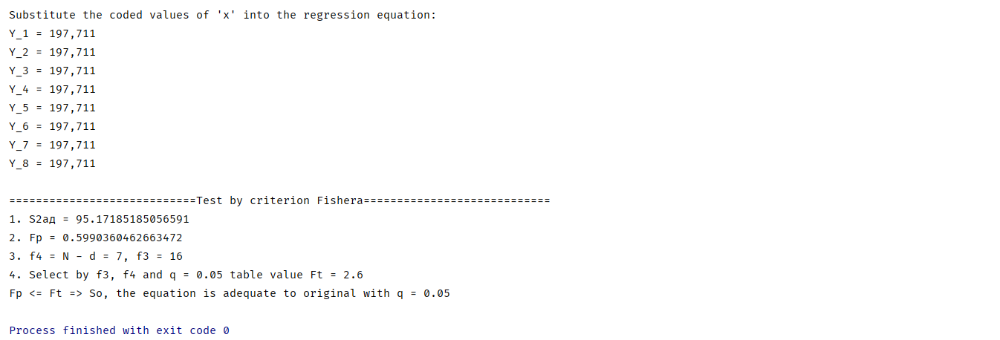 Substitute the coded values of 'x' into the regression equation:
Y_1 = 197,711
Y_2 = 197,711
Y_3 = 197,711
Y_4 = 197,711
Y_5 = 197,711
Y_6 = 197,711
Y_7 = 197,711
Y_8 = 197,711
============================Test by criterion Fishera============================
1. S2ад = 95.17185185056591
2. Fp = 0.5990360462663472
3. f4 = N - d = 7, f3 = 16
4. Select by f3, f4 and q = 0.05 table value Ft = 2.6
Fp <= Ft => So, the equation is adequate to original with q = 0.05
Process finished with exit code 0